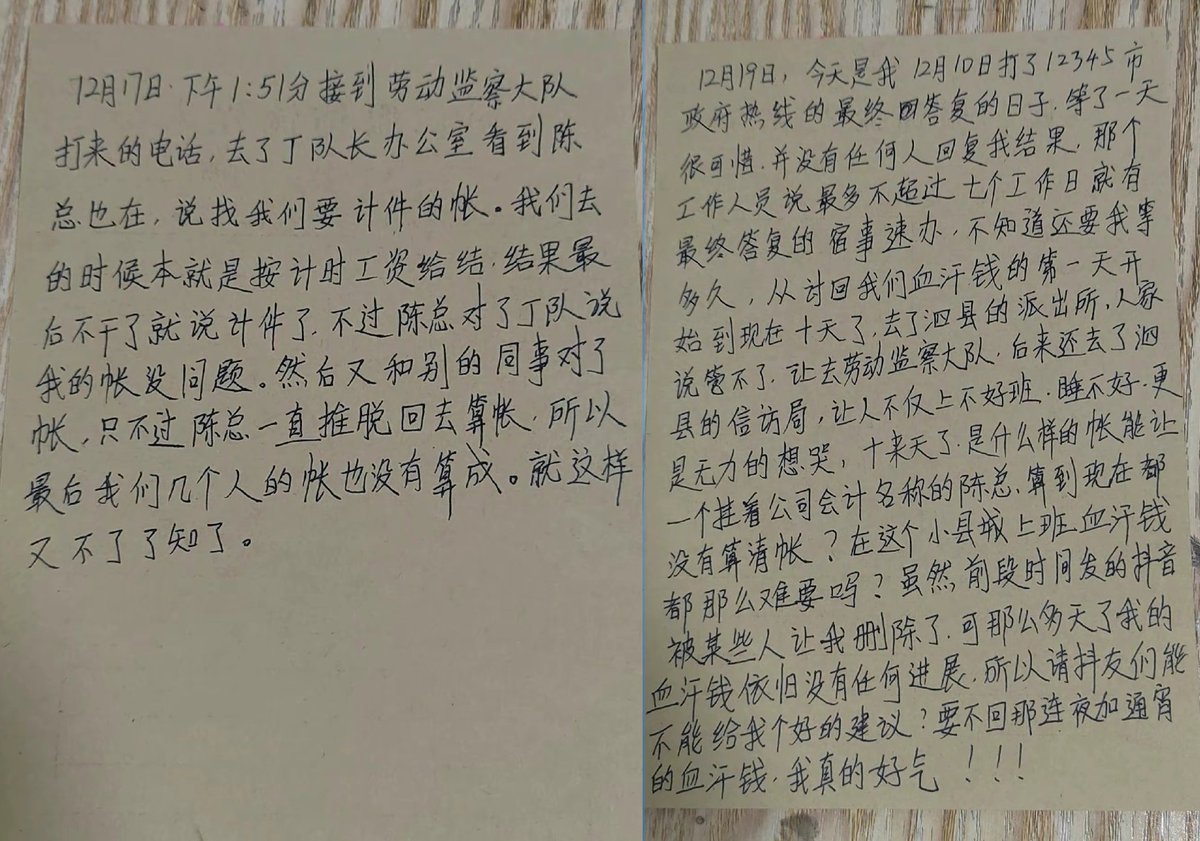 12月17日.下午1:51分接到劳动监察大队
打来的电话,去了丁队长办公室看到陈
总也在,说找我们要计件的帐。我们去
的时候本就是按计时工资给结.结果最
后不干了就说计件了.不过陈总对了丁队说
我的帐没问题。然后又和别的同事对了
帐,只不过陈总一直推脱回去算帐.所以
最后我们几个人的帐也没有算成。就这样
又不了了知了。
12月19日,今天是我12月10日打了12345市
政府热线的最终回答复的日子.等了一天
很可惜.并没有任何人回复我结果,那个
工作人员说最多不超过七个工作日就有
最终答复的宿事速办,不知道还要我等
多久,从讨回我们血汗钱的第一天开
始到现在十天了.去了泗县的派出所,人家
说管不了.让去劳动监察大队,后来还去了泗
县的信访局,让人不仅上不好班.睡不好.更
是无力的想哭,十来天了.是什么样的帐能让
一个挂着公司会计名称的陈总.算到现在都
没有算清帐?在这个小县城上班血汗钱
都那么难要吗?虽然前段时间发的抖音
被某些人让我删除了.可那么多天了我的
血汗钱依归没有任何进展.所以请抖友们能
不能给我个好的建议?要不回那连夜加通宵
的血汗钱.我真的好气!!!